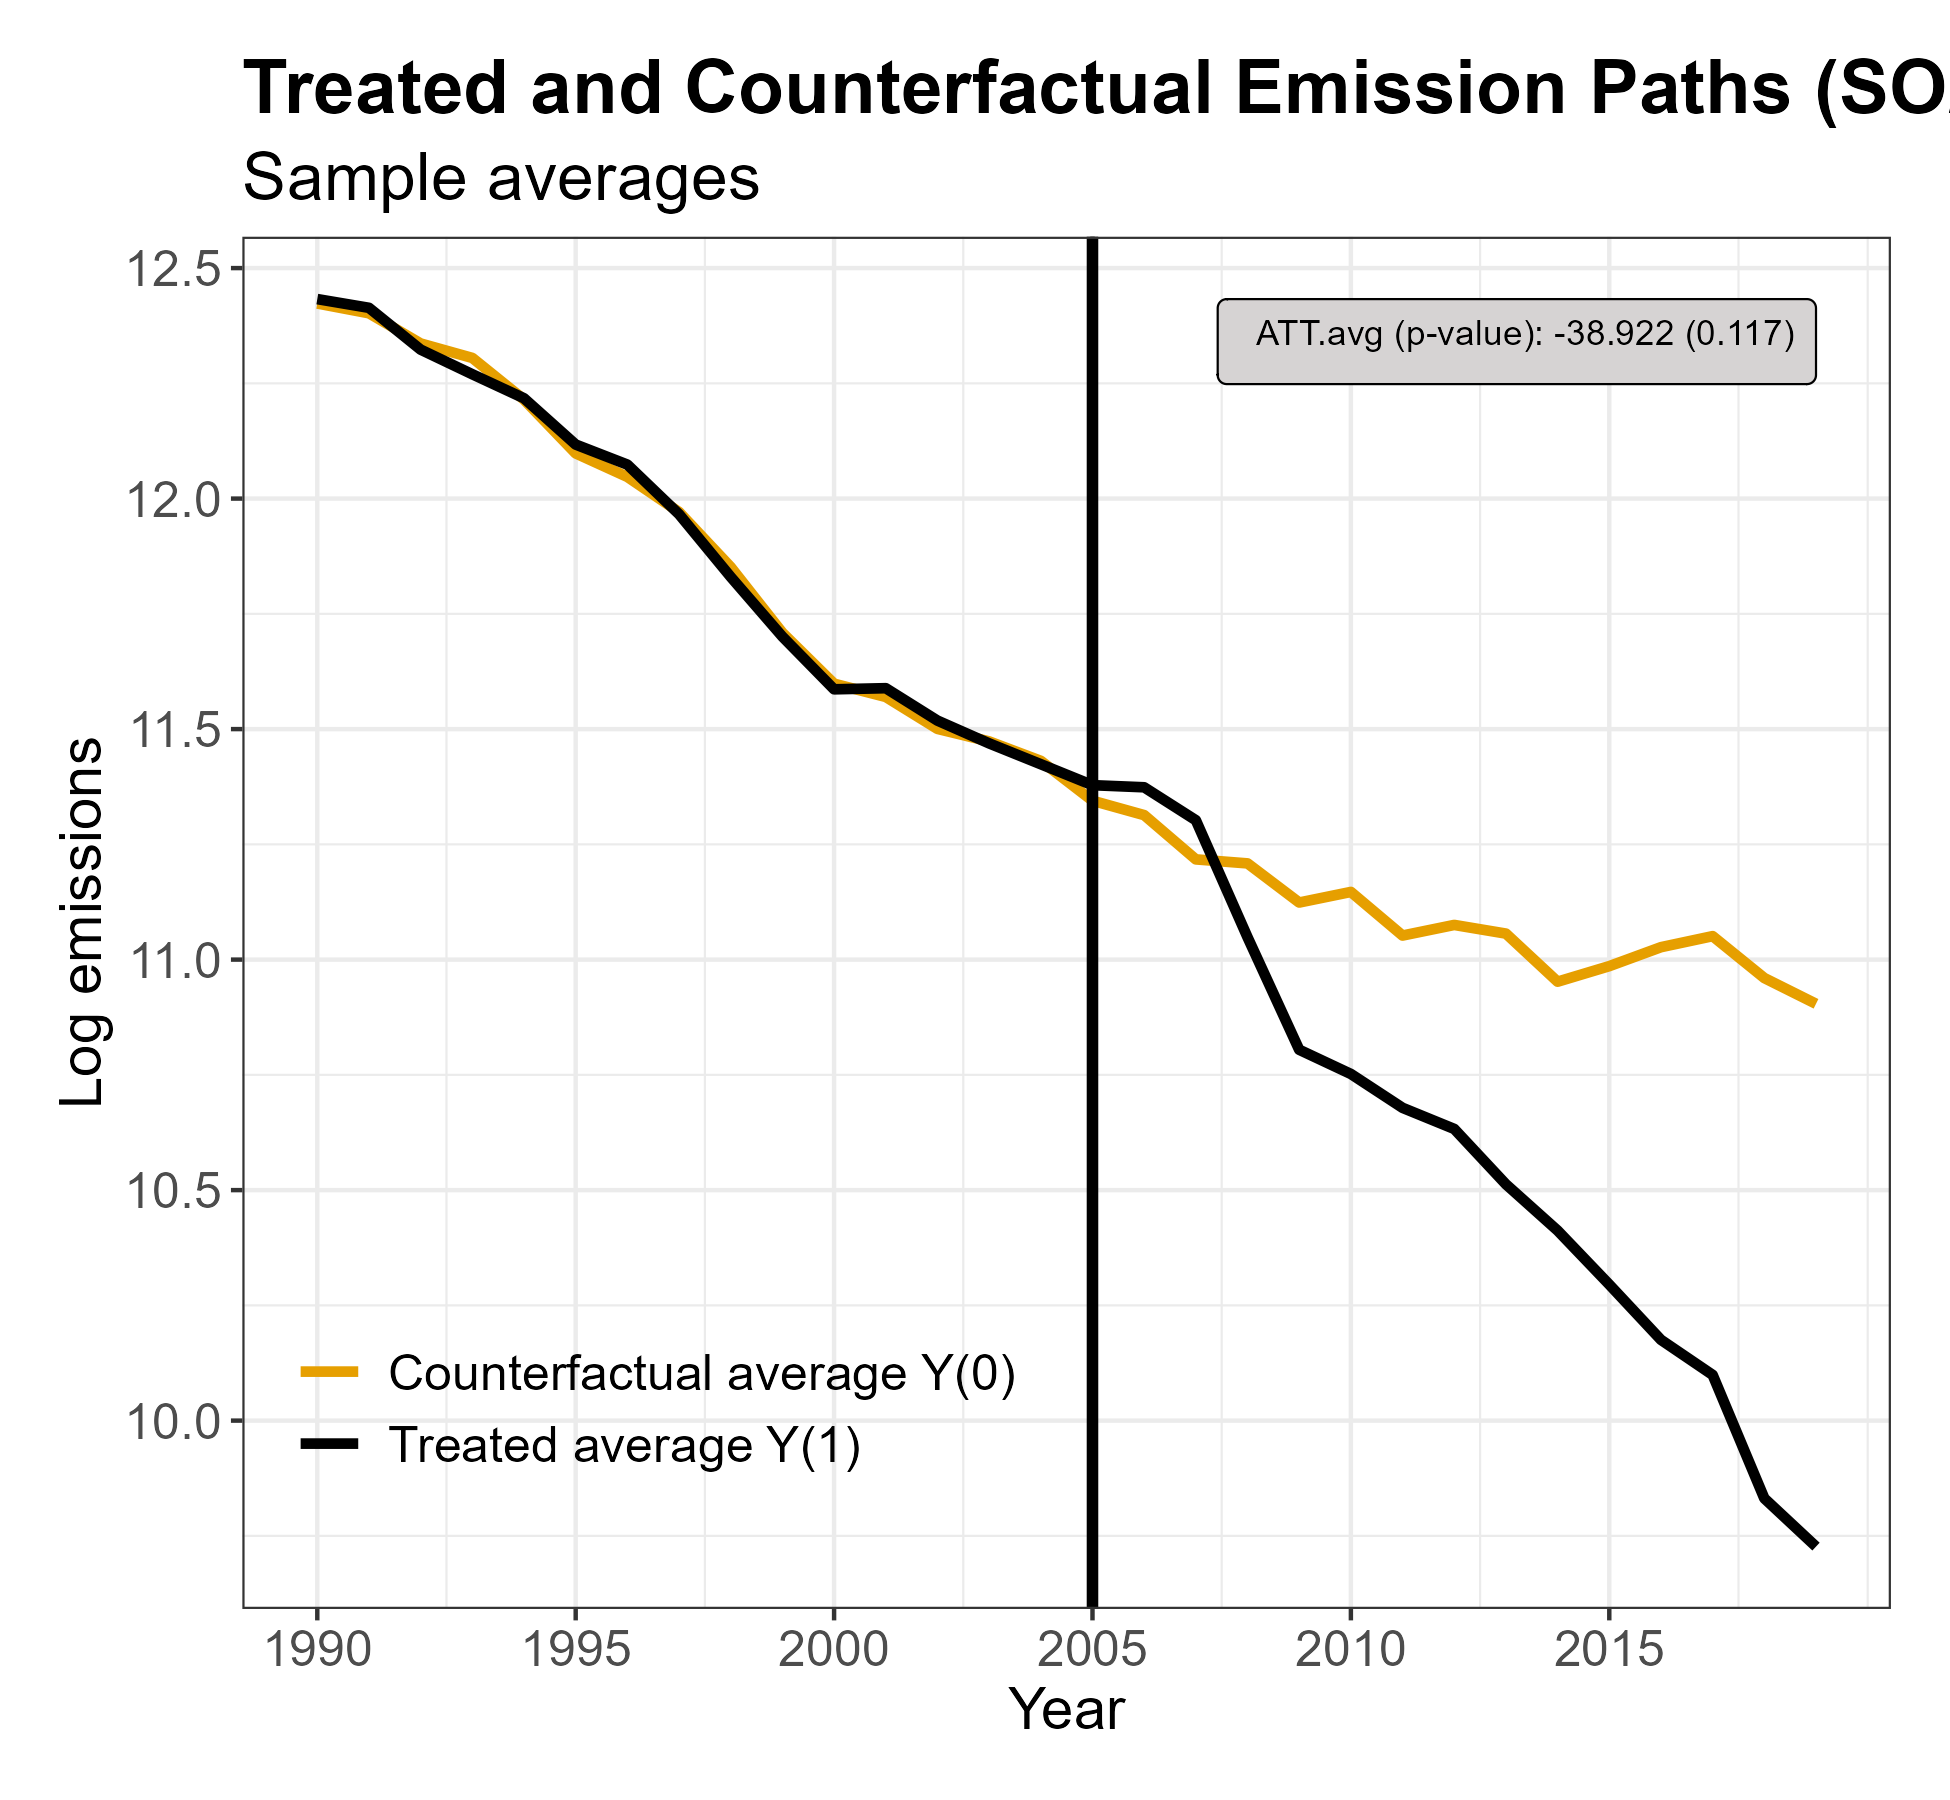 Treated and Counterfactual Emission Paths
Sample averages
12.5
12.0
11.5
11.0
10.5
10.0
Log emissions
ATT.avg (p-value): -38.922 (0.117)
Counterfactual average Y(0)
Treated average Y(1)
1990 1995 2000 2005 2010 2015
Year